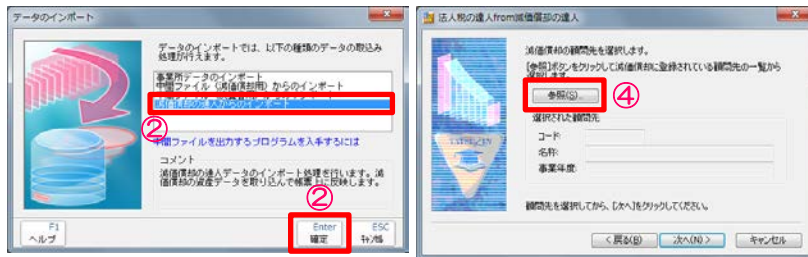 データのインポート
データのインポートでは、以下の種類のデータの取込み
処理が行えます。
事業所データのインポート
中間ファイル（減価償却用）からのインポート
減価償却の達人からのインポート
②
中間ファイルを出力するプログラムを入手するには
コメント
減価償却の達人データのインポート処理を行います。減
価償却の資産データを取り込んで帳票上に反映します。
②
F1
ヘルプ
Enter
確定
ESC
ｷｬﾝｾﾙ
法人税の達人from減価償却の達人
減価償却の顧問先を選択します。
[参照]ボタンをクリックして減価償却に登録されている顧問先の一覧から
選択します。
参照(S)...
④
選択された顧問先
コード:
名称:
事業年度:
顧問先を選択してから、[次へ]をクリックしてください。
< 戻る(B)
次へ(N) >
キャンセル